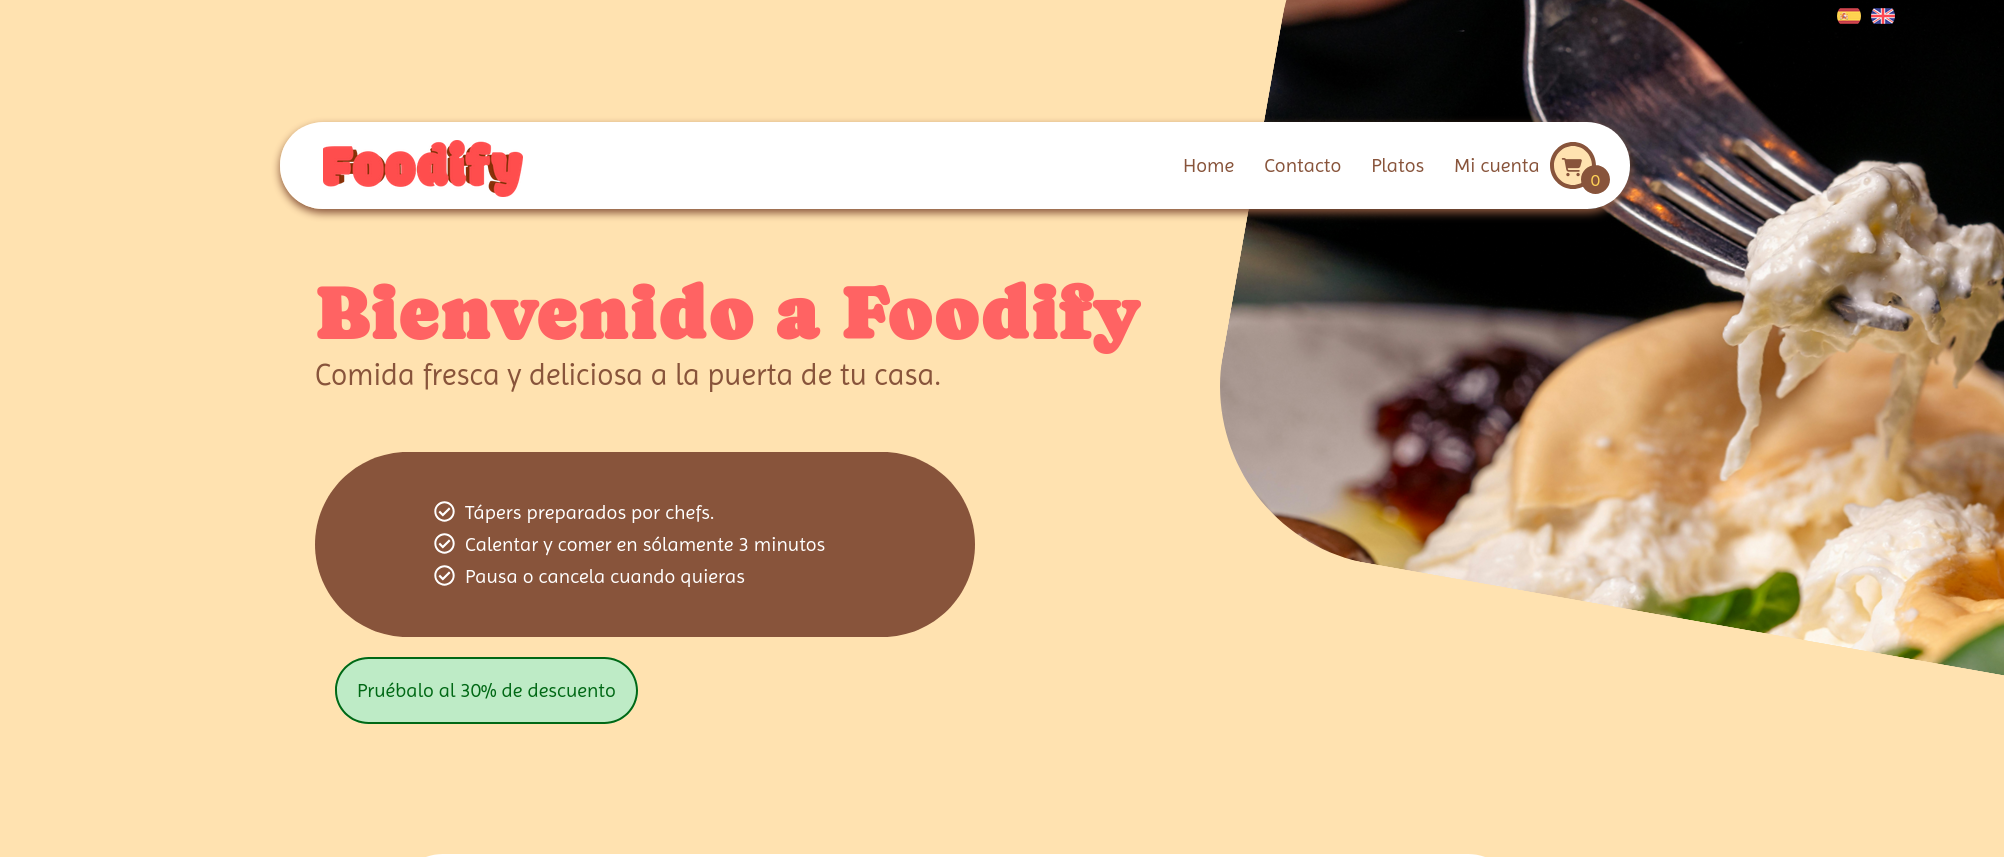 Foodify
Home Contacto Platos Mi cuenta 0
Bienvenido a Foodify
Comida fresca y deliciosa a la puerta de tu casa.
Tápers preparados por chefs.
Calentar y comer en sólamente 3 minutos
Pausa o cancela cuando quieras
Pruébalo al 30% de descuento